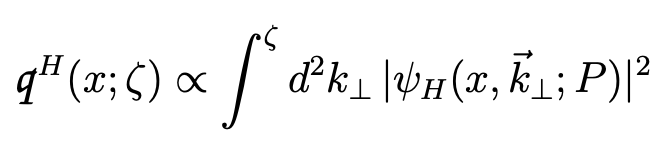 $q^H(x;\zeta) \propto \int^{\zeta} d^2k_\perp \, |\psi_H(x, \vec{k}_\perp; P)|^2$